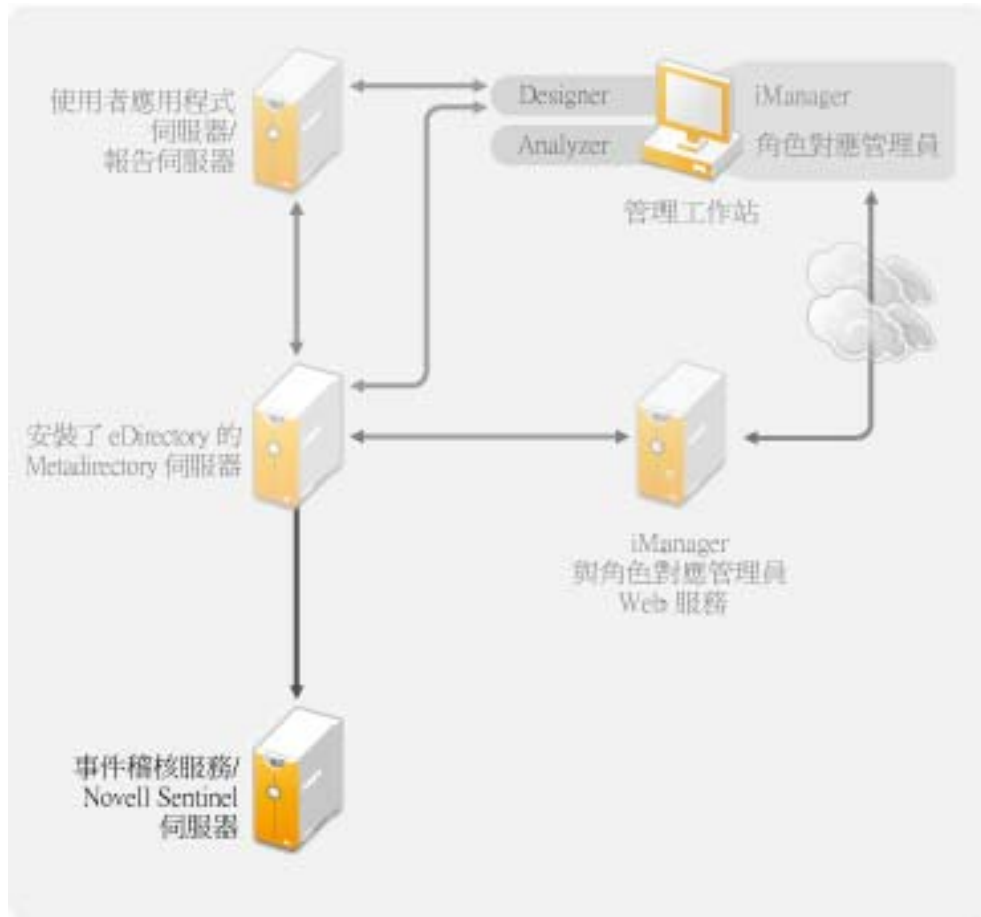 使用者應用程式
伺服器/
報告伺服器
Designer
Analyzer
iManager
角色對應管理員
管理工作站
安裝了 eDirectory 的
Metadirectory 伺服器
iManager
與角色對應管理員
Web 服務
事件稽核服務/
Novell Sentinel
伺服器